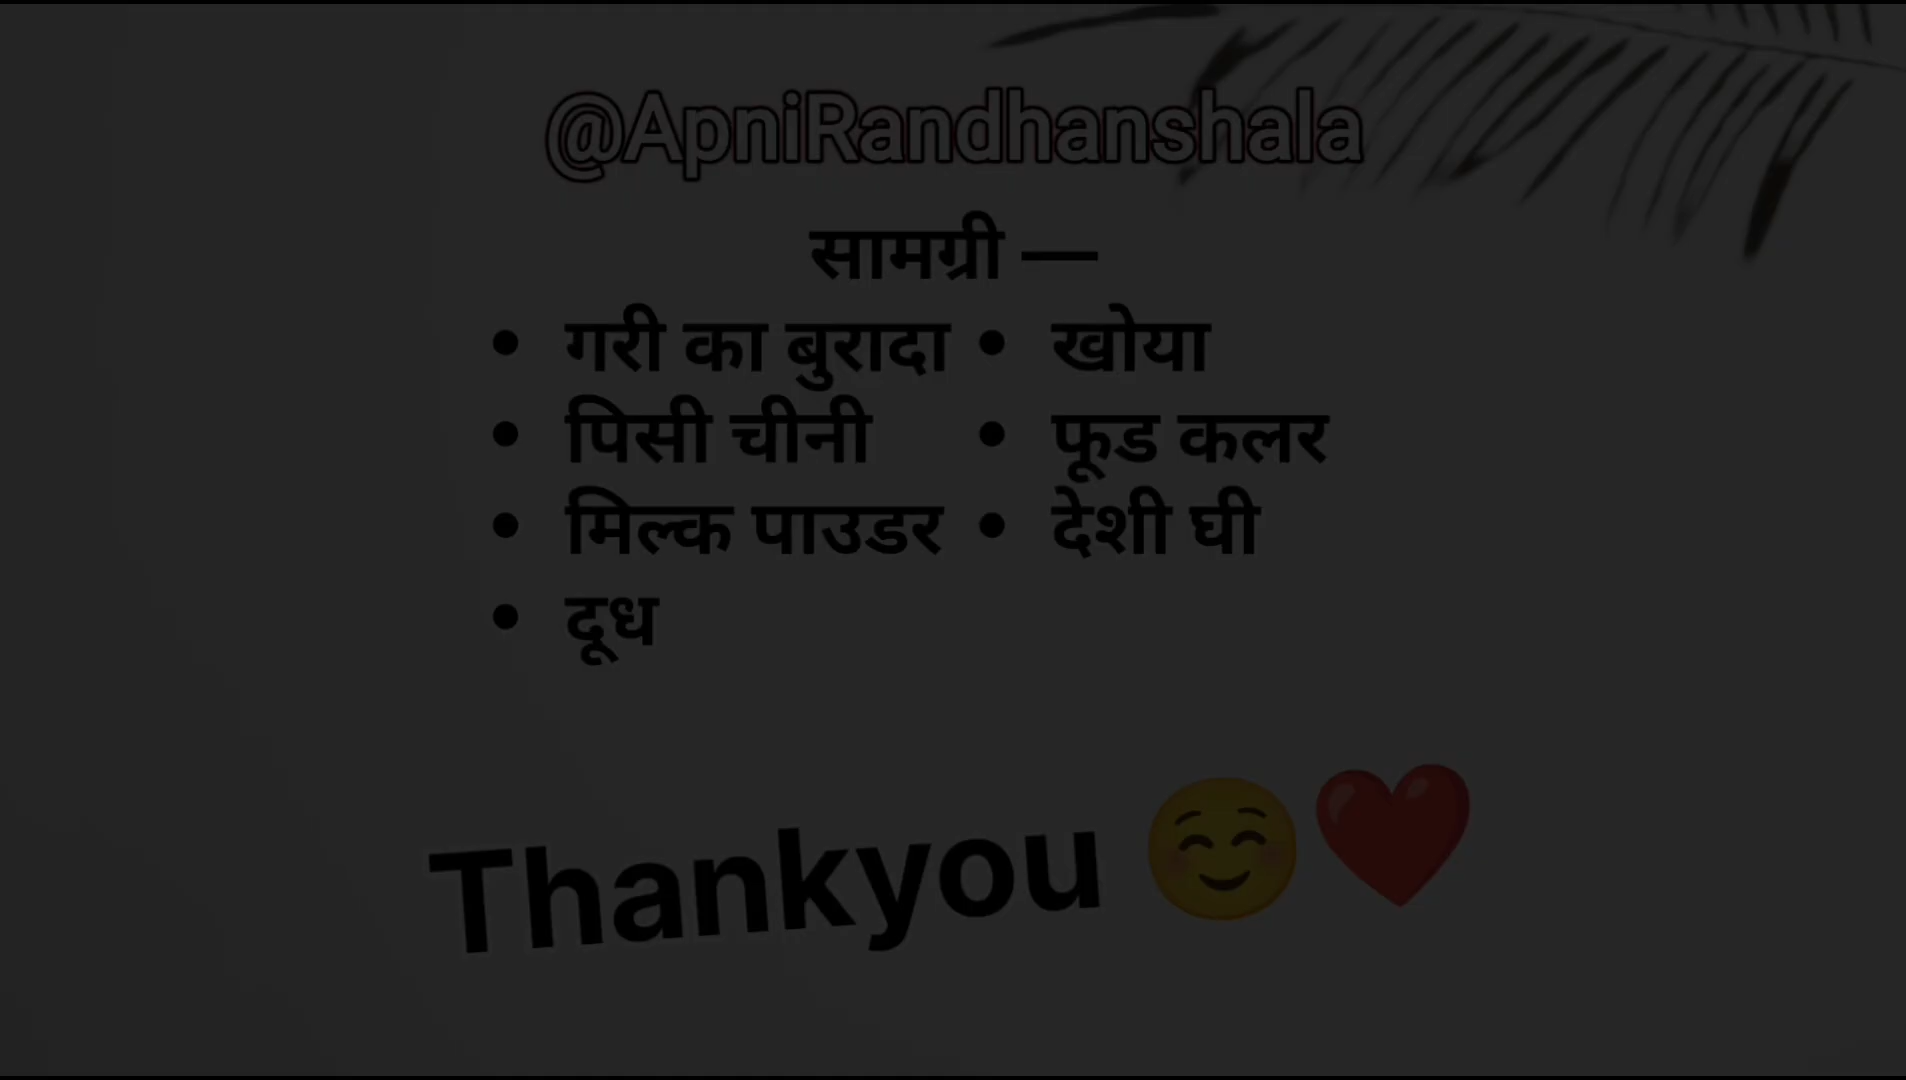 @ApniRandhanshala
सामग्री —
• गरी का बुरादा
• पिसी चीनी
• मिल्क पाउडर
• दूध
• खोया
• फूड कलर
• देशी घी
Thankyou ☺️❤️